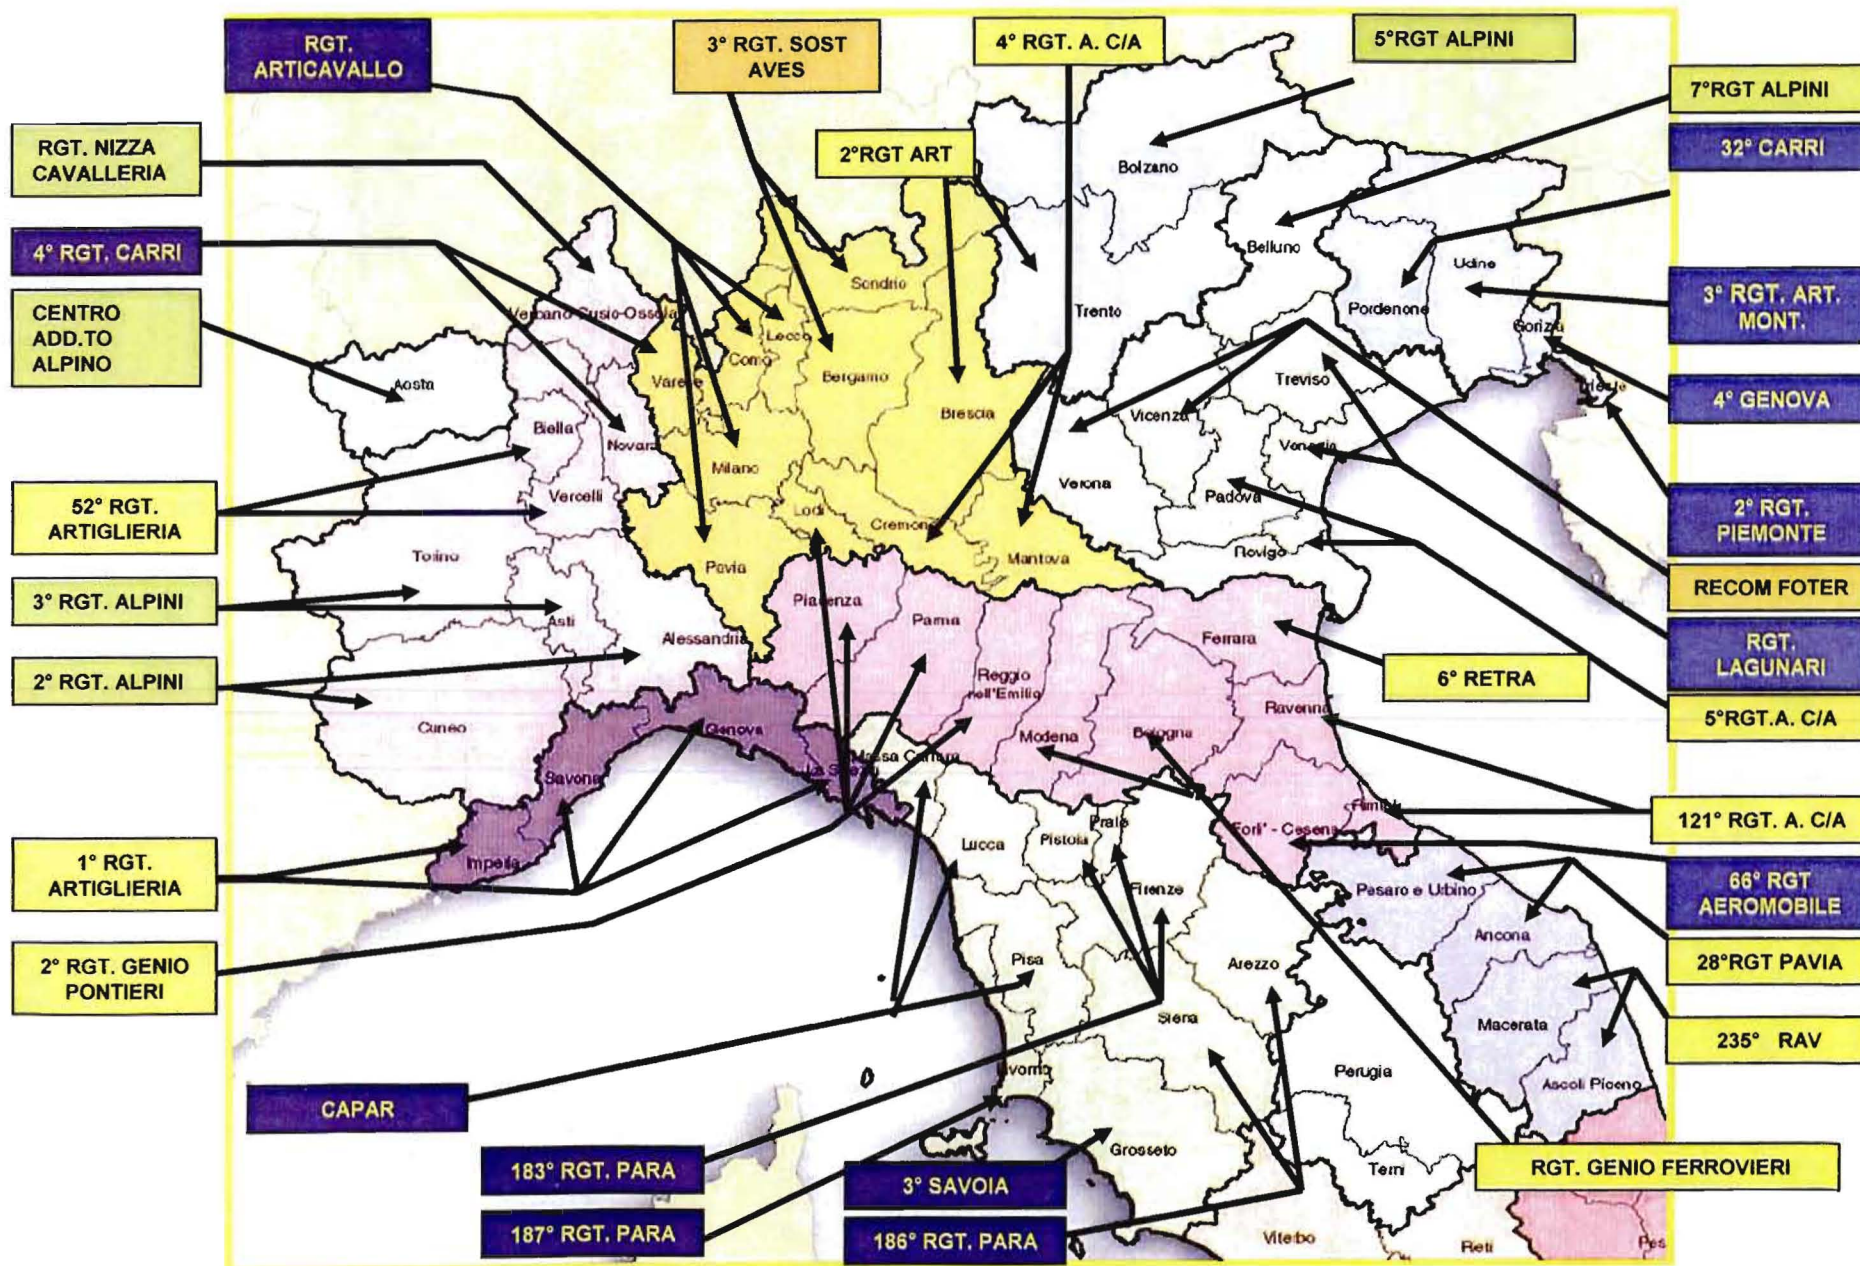 RGT.
ARTICAVALLO
3° RGT. SOST
AVES
4° RGT. A. C/A
5°RGT ALPINI
7°RGT ALPINI
RGT. NIZZA
CAVALLERIA
2°RGT ART
32° CARRI
Bolzano
Belluno
Udine
4° RGT. CARRI
Sondrio
3° RGT. ART.
MONT.
CENTRO
ADD.TO
ALPINO
Trento
Pordenone
Lecco
Como
Aosta
Varese
Bergamo
Treviso
4° GENOVA
Brescia
Vicenza
Biella
Novara
Milano
Verona
Padova
52° RGT.
ARTIGLIERIA
Vercelli
Lodi
2° RGT.
PIEMONTE
Torino
Pavia
Mantova
Rovigo
RECOM FOTER
3° RGT. ALPINI
Piacenza
Parma
Asti
Alessandria
Ferrara
RGT.
LAGUNARI
2° RGT. ALPINI
Reggio
nell'Emilia
6° RETRA
Cuneo
Genova
Modena
Bologna
Ravenna
5°RGT.A. C/A
Savona
121° RGT. A. C/A
Forli' - Cesena
Lucca
Pistoia
1° RGT.
ARTIGLIERIA
Imperia
Firenze
Pesaro e Urbino
66° RGT
AEROMOBILE
Ancona
2° RGT. GENIO
PONTIERI
Pisa
Arezzo
28°RGT PAVIA
Siena
Macerata
235° RAV
Perugia
Ascoli Piceno
CAPAR
Grosseto
Terni
183° RGT. PARA
3° SAVOIA
RGT. GENIO FERROVIERI
187° RGT. PARA
186° RGT. PARA
Viterbo
Rieti
Pes